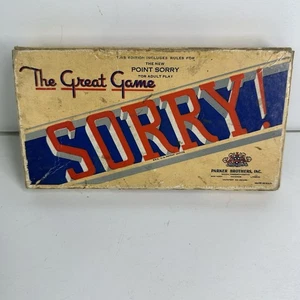 THIS EDITION INCLUDES RULES FOR
THE NEW
POINT SORRY
FOR ADULT PLAY
The Great Game
SORRY!
PARKER BROTHERS, INC.